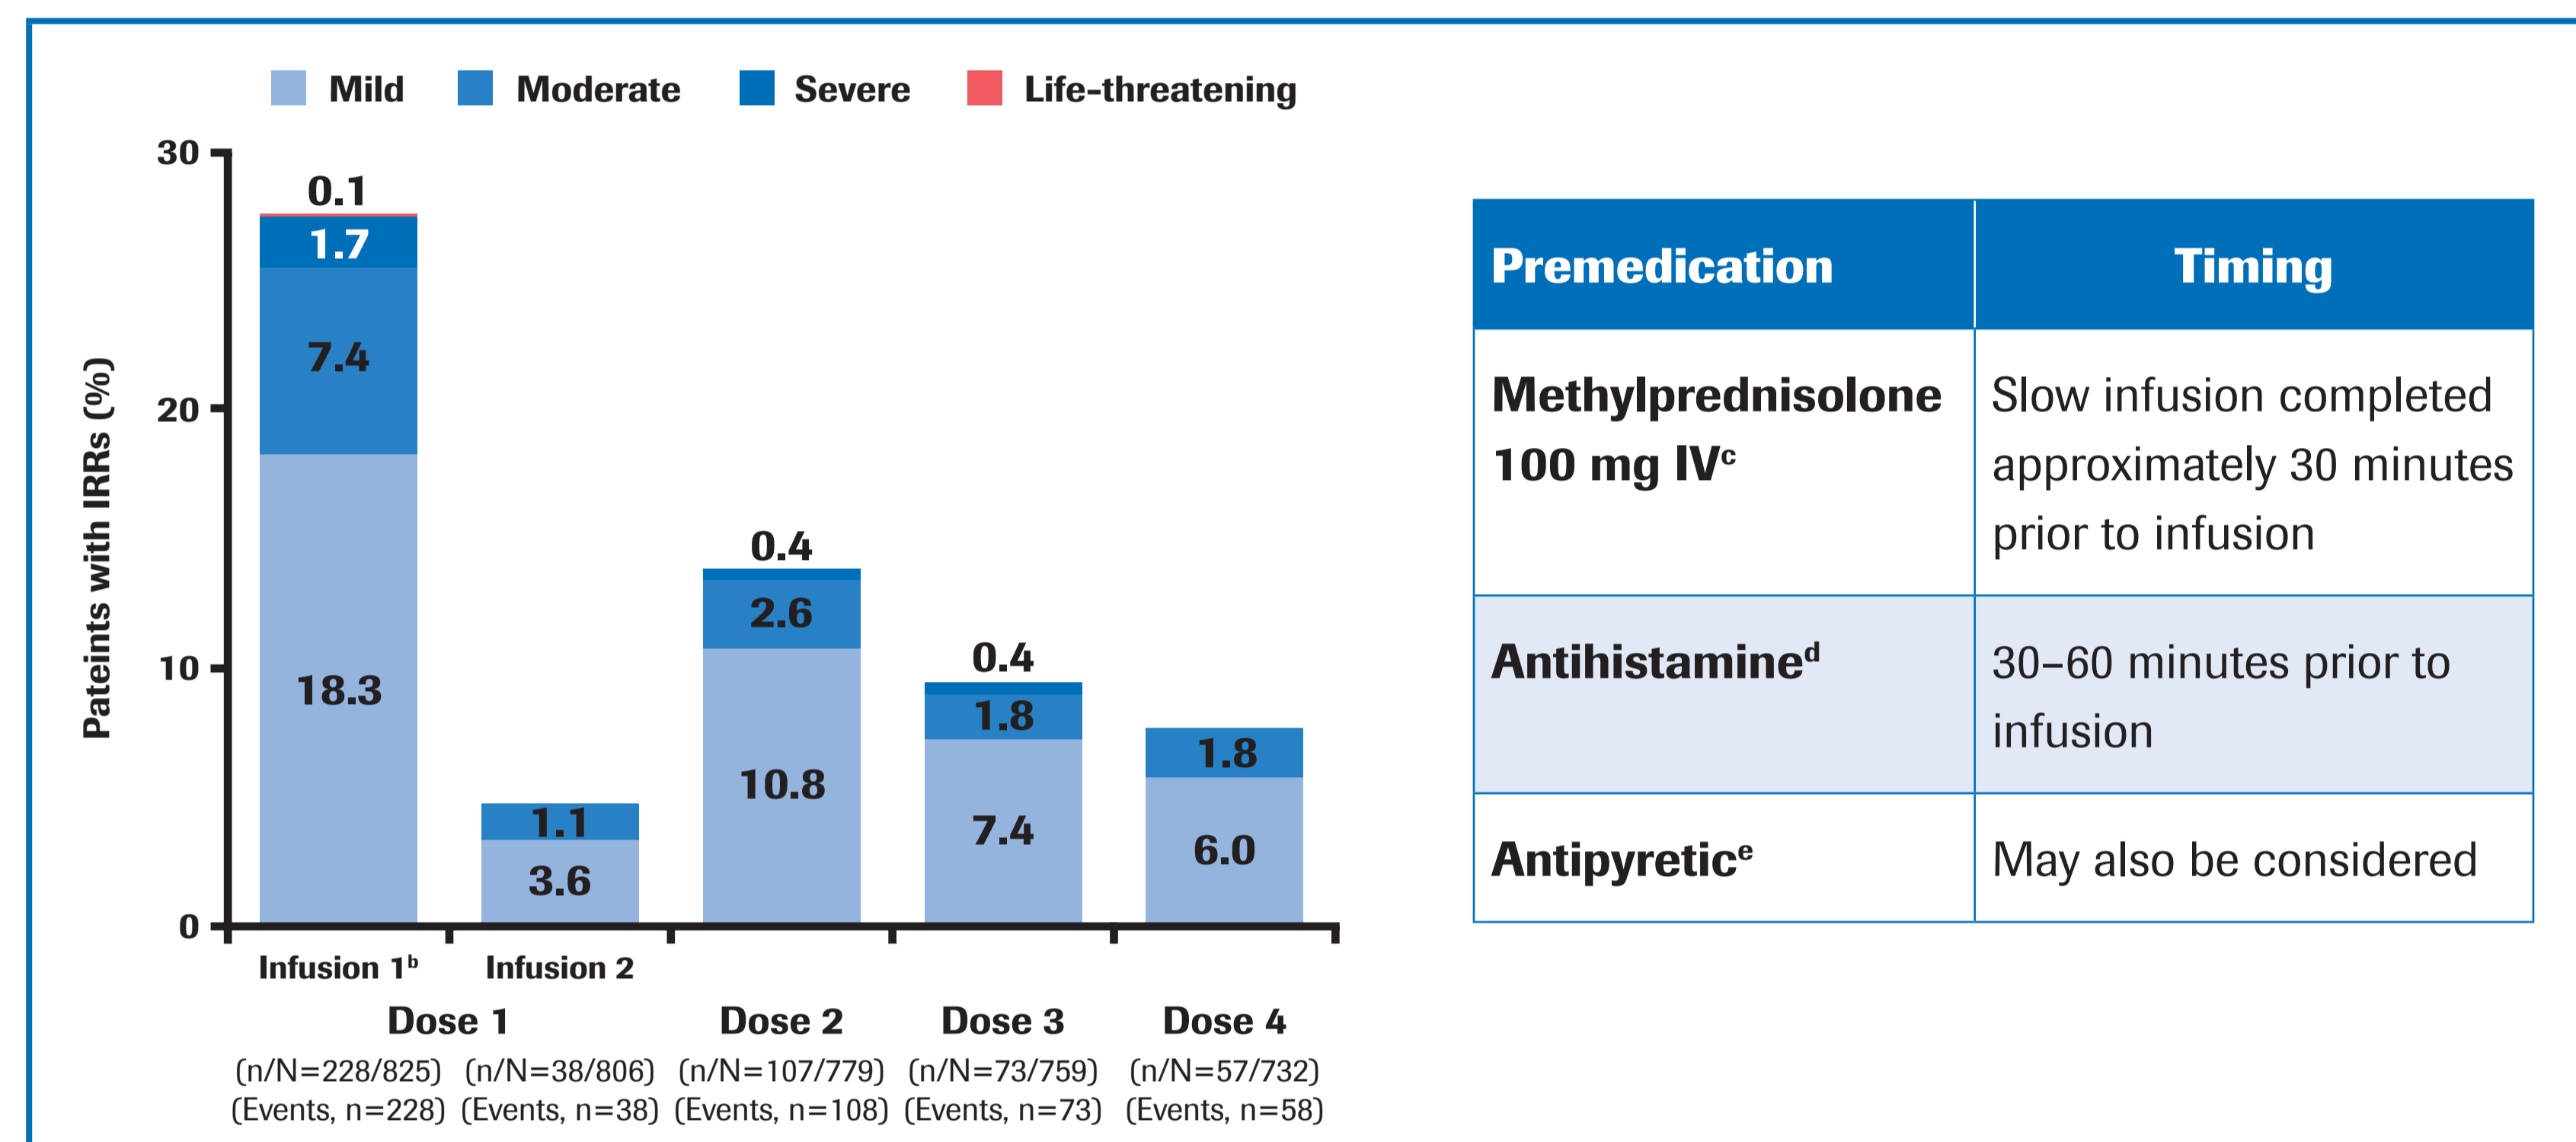 Mild Moderate Severe Life-threatening
Pateints with IRRs (%)
30
20
10
0
0.1
1.7
7.4
18.3
1.1
3.6
0.4
2.6
10.8
0.4
1.8
7.4
1.8
6.0
Infusion 1ᵇ Infusion 2
Dose 1 Dose 2 Dose 3 Dose 4
(n/N=228/825) (n/N=38/806) (n/N=107/779) (n/N=73/759) (n/N=57/732)
(Events, n=228) (Events, n=38) (Events, n=108) (Events, n=73) (Events, n=58)
Premedication Timing
Methylprednisolone
100 mg IVᶜ
Slow infusion completed
approximately 30 minutes
prior to infusion
Antihistamineᵈ
30–60 minutes prior to
infusion
Antipyreticᵉ
May also be considered